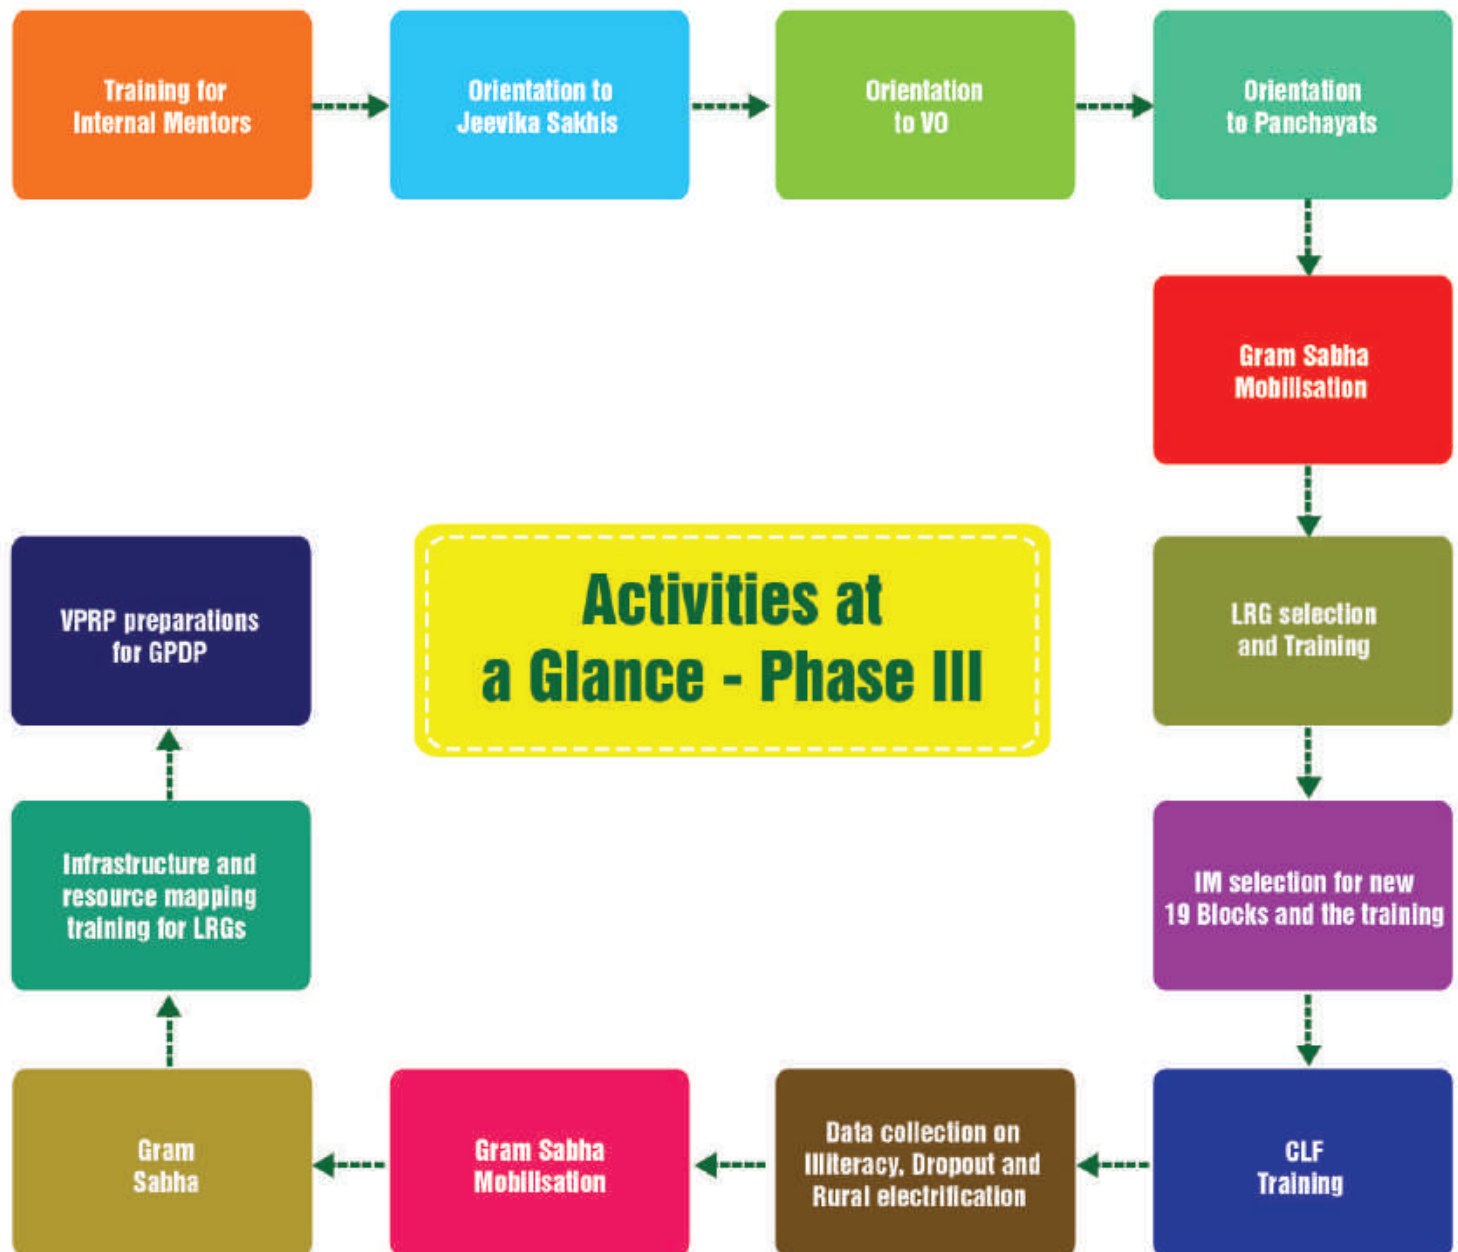 Training for
Internal Mentors
Orientation to
Jeevika Sakhis
Orientation
to VO
Orientation
to Panchayats
Gram Sabha
Mobilisation
LRG selection
and Training
IM selection for new
19 Blocks and the training
CLF
Training
Data collection on
Illiteracy, Dropout and
Rural electrification
Gram Sabha
Mobilisation
Gram
Sabha
Infrastructure and
resource mapping
training for LRGs
VPRP preparations
for GPDP
Activities at
a Glance - Phase III